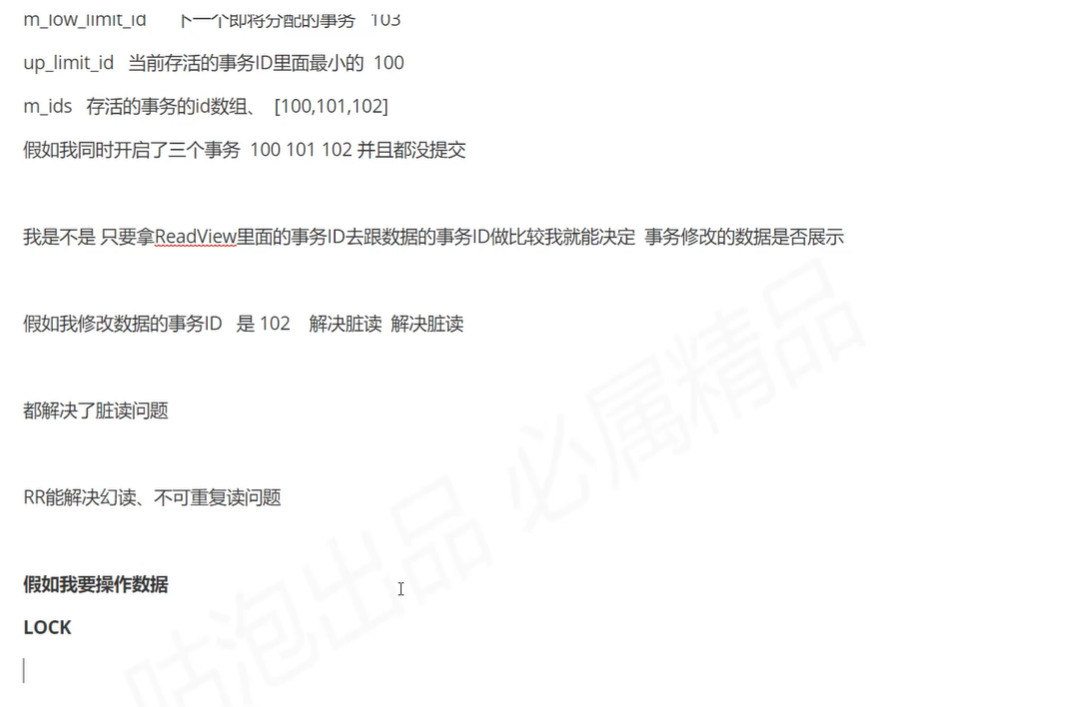 m_low_limit_id 下一个即将分配的事务 103
up_limit_id 当前存活的事务ID里面最小的 100
m_ids 存活的事务的id数组、 [100,101,102]
假如我同时开启了三个事务 100 101 102 并且都没提交
我是不是 只要拿ReadView里面的事务ID去跟数据的事务ID做比较我就能决定 事务修改的数据是否展示
假如我修改数据的事务ID 是 102 解决脏读 解决脏读
都解决了脏读问题
RR能解决幻读、不可重复读问题
假如我要操作数据
LOCK
咕泡出品 必属精品